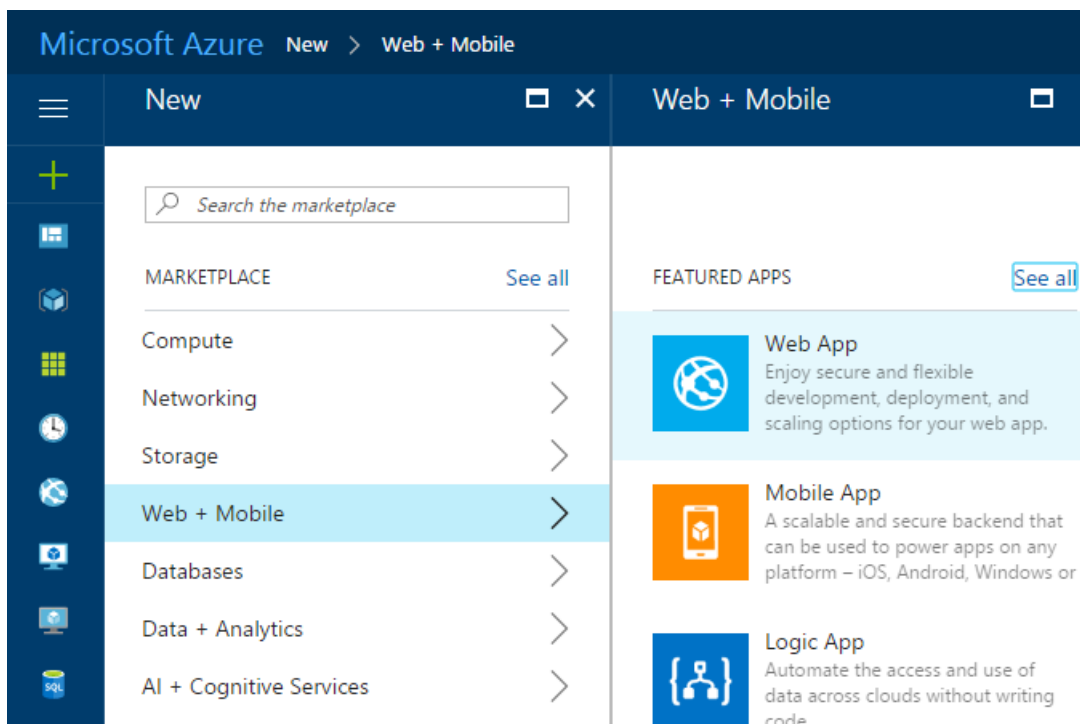 Microsoft Azure New > Web + Mobile
New
Search the marketplace
MARKETPLACE See all
Compute
Networking
Storage
Web + Mobile
Databases
Data + Analytics
AI + Cognitive Services
SQL
Web + Mobile
FEATURED APPS See all
Web App
Enjoy secure and flexible
development, deployment, and
scaling options for your web app.
Mobile App
A scalable and secure backend that
can be used to power apps on any
platform – iOS, Android, Windows or
Logic App
Automate the access and use of
data across clouds without writing
code